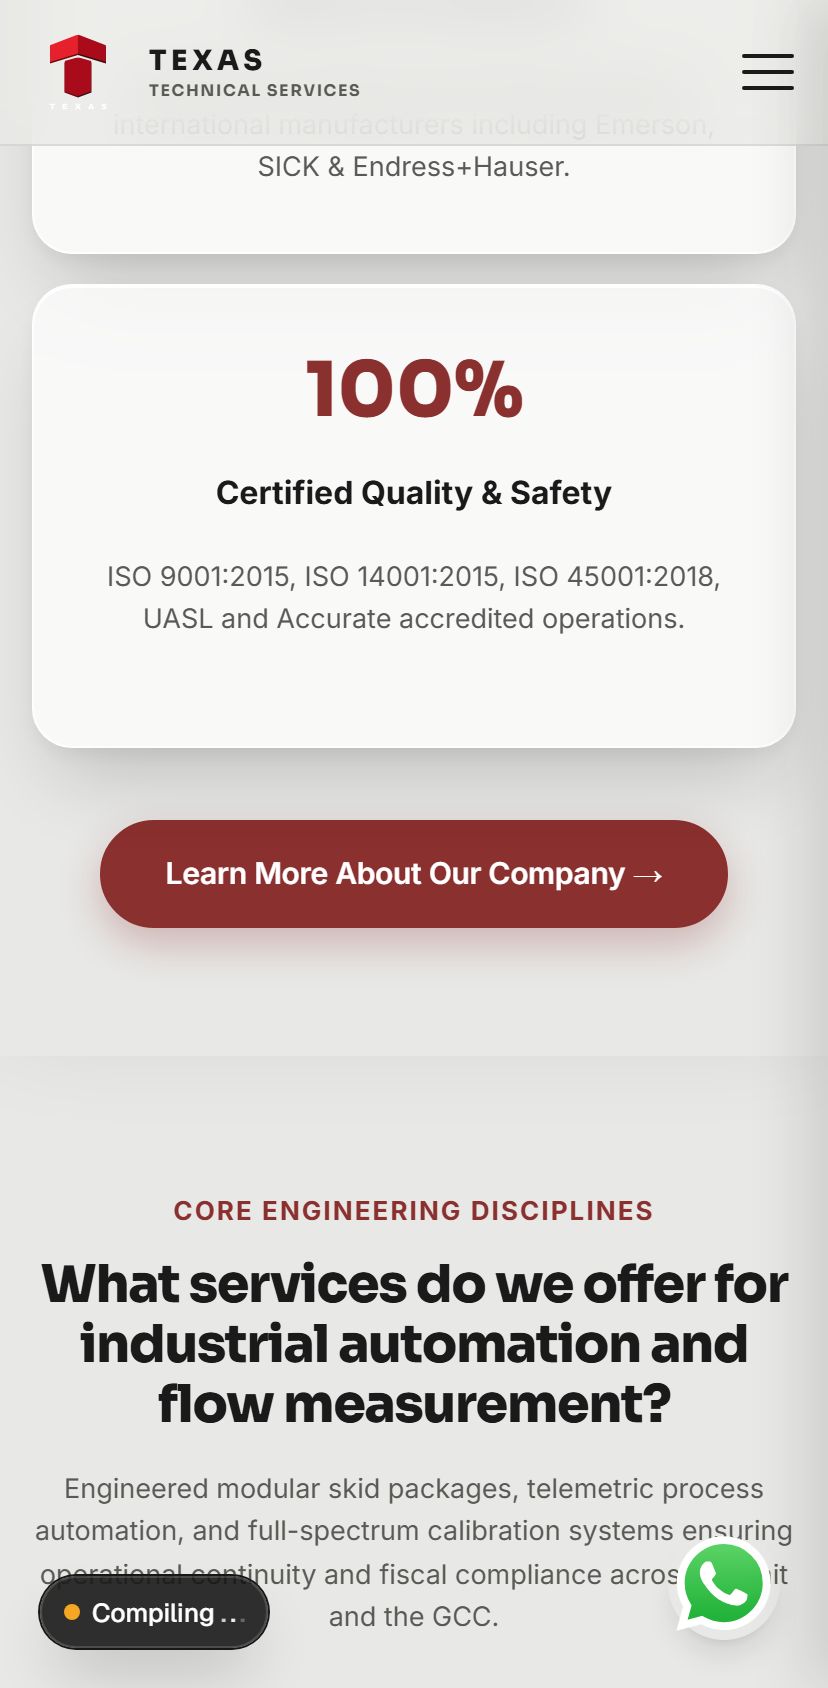 TEXAS
TECHNICAL SERVICES
TEXAS
international manufacturers including Emerson,
SICK & Endress+Hauser.
100%
Certified Quality & Safety
ISO 9001:2015, ISO 14001:2015, ISO 45001:2018,
UASL and Accurate accredited operations.
Learn More About Our Company →
CORE ENGINEERING DISCIPLINES
What services do we offer for
industrial automation and
flow measurement?
Engineered modular skid packages, telemetric process
automation, and full-spectrum calibration systems ensuring
operational continuity and fiscal compliance across
and the GCC.
Compiling ...